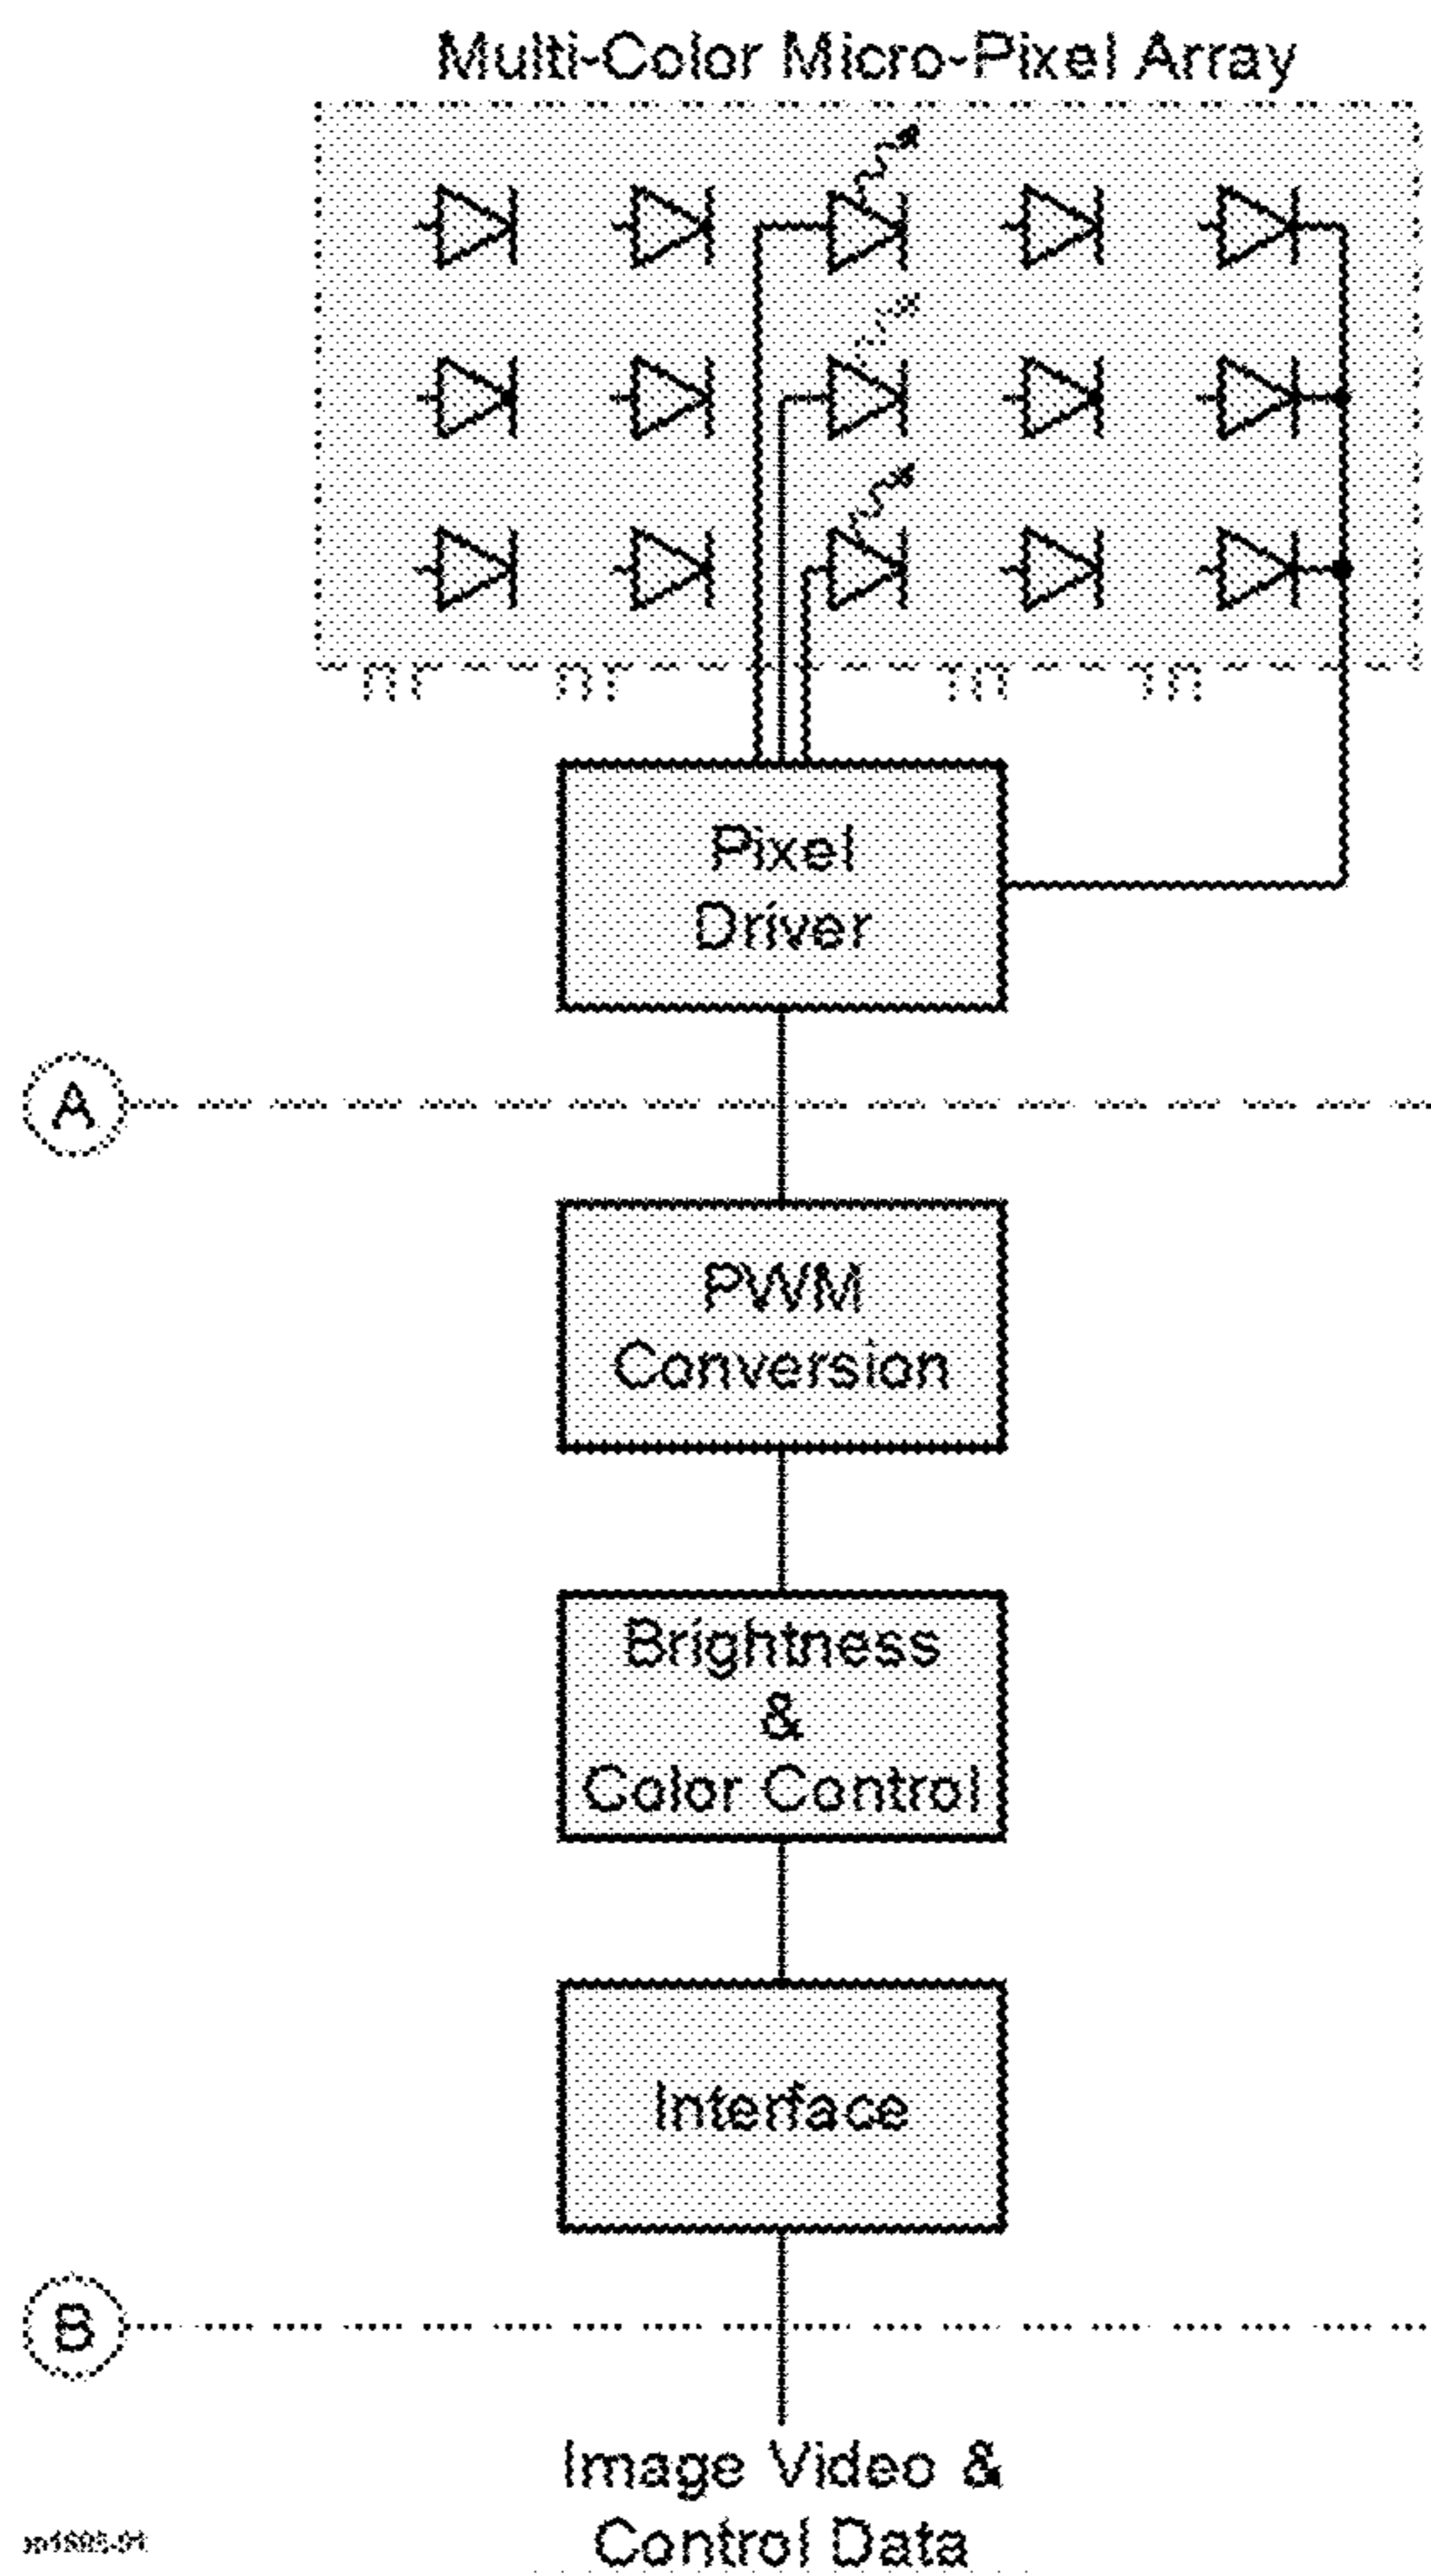 Multi-Color Micro-Pixel Array
Pixel
Driver
A
PWM
Conversion
Brightness
&
Color Control
Interface
B
Image Video &
Control Data